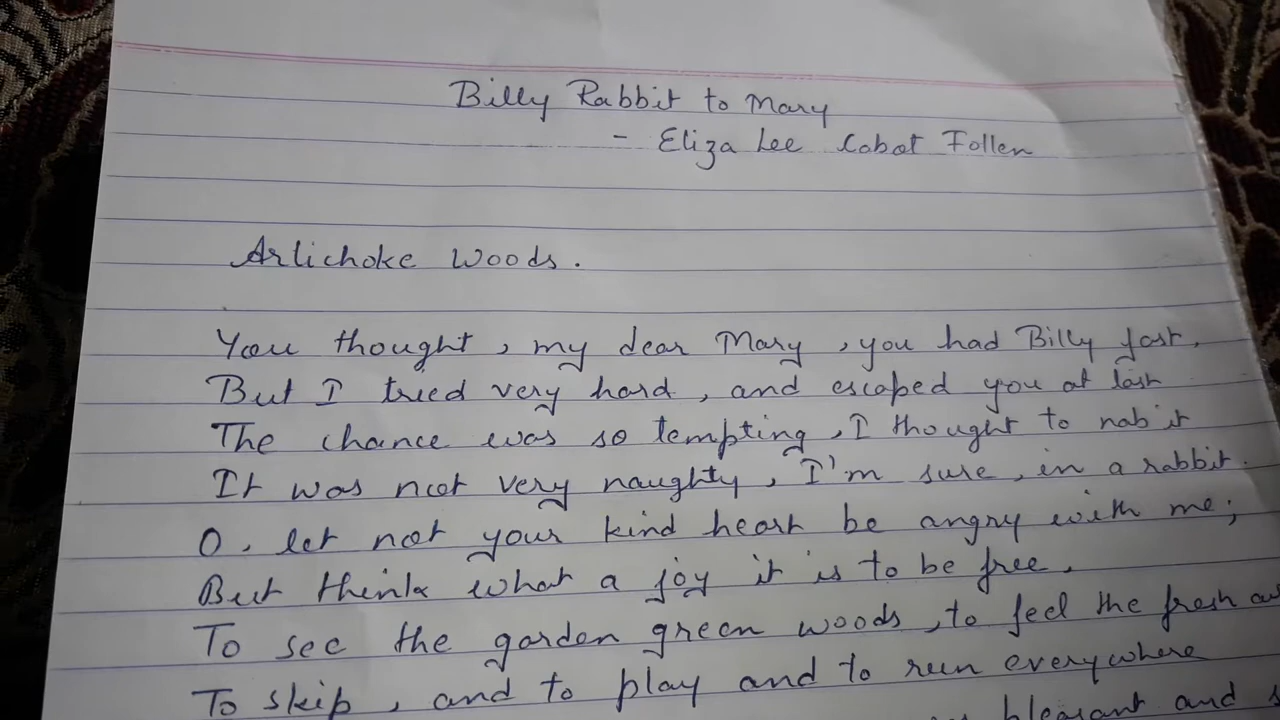 Billy Rabbit to Mary
- Eliza Lee Cabot Follen
Artichoke Woods.
You thought, my dear Mary, you had Billy fast,
But I tried very hard, and escaped you at last
The chance was so tempting, I thought to nab it
It was not very naughty, I'm sure, in a rabbit.
O, let not your kind heart be angry with me;
But think what a joy it is to be free,
To see the garden green woods, to feel the fresh
To skip, and to play and to run everywhere
pleasant and